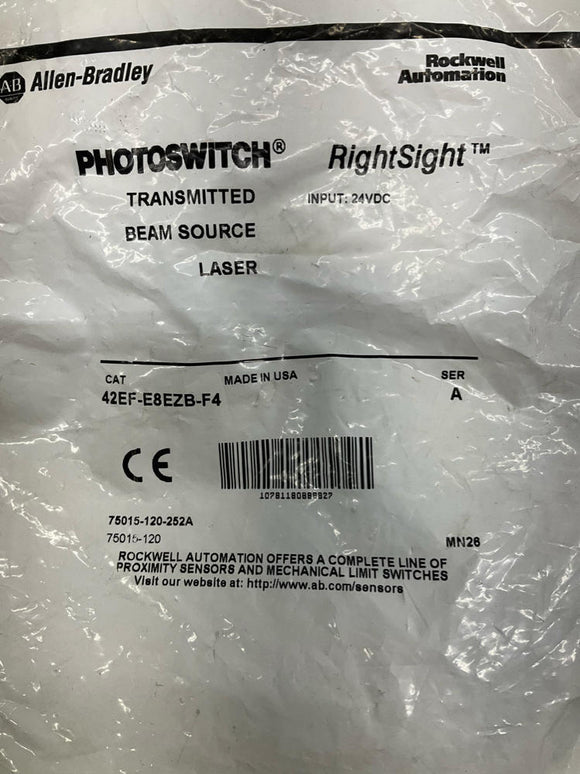 AB Allen-Bradley
Rockwell
Automation
PHOTOSWITCH® RightSight™
TRANSMITTED INPUT: 24VDC
BEAM SOURCE
LASER
CAT MADE IN USA SER
42EF-E8EZB-F4 A
CE
75015-120-252A
75015-120 MN26
ROCKWELL AUTOMATION OFFERS A COMPLETE LINE OF
PROXIMITY SENSORS AND MECHANICAL LIMIT SWITCHES
Visit our website at: http://www.ab.com/sensors